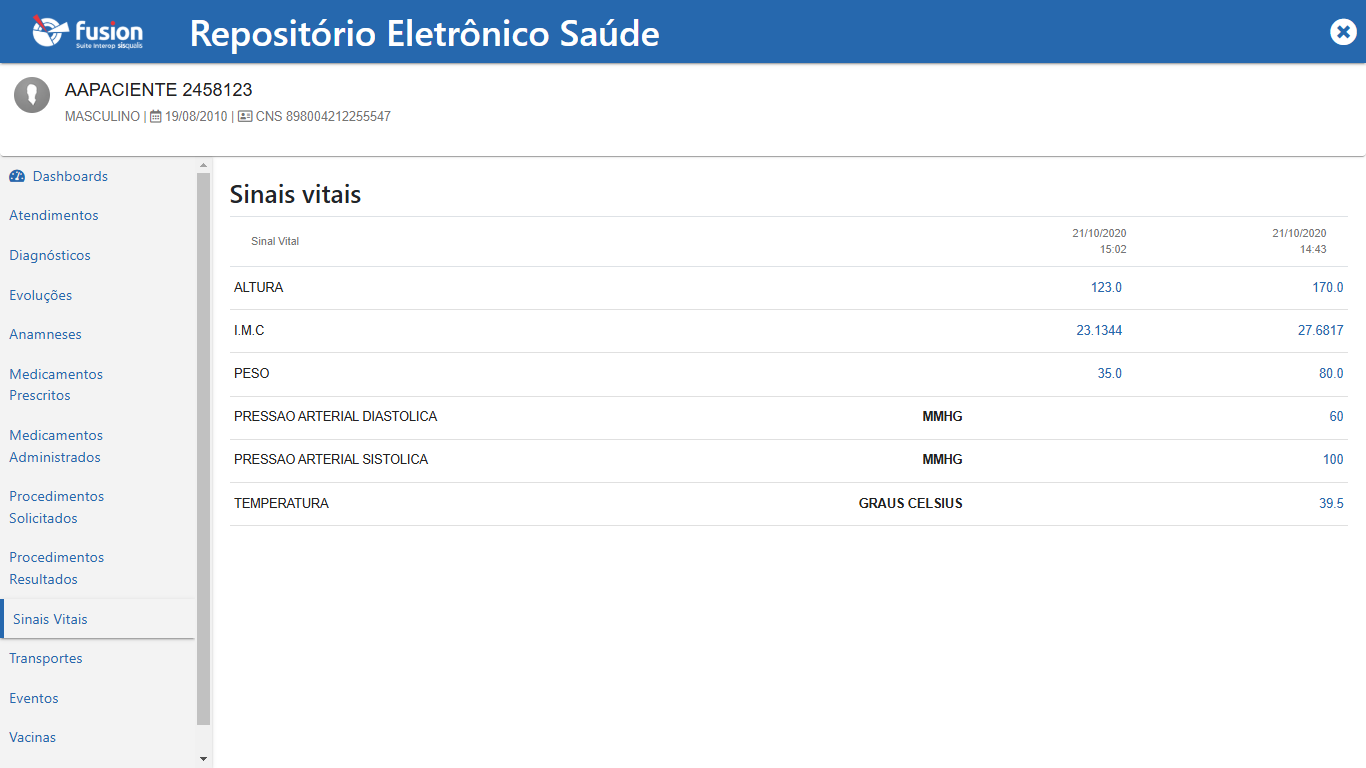 fusion
Suite Interop sisqualis
Repositório Eletrônico Saúde
AAPACIENTE 2458123
MASCULINO | 19/08/2010 | CNS 898004212255547
Dashboards
Atendimentos
Diagnósticos
Evoluções
Anamneses
Medicamentos
Prescritos
Medicamentos
Administrados
Procedimentos
Solicitados
Procedimentos
Resultados
Sinais Vitais
Transportes
Eventos
Vacinas
Sinais vitais
Sinal Vital 21/10/2020 15:02 21/10/2020 14:43
ALTURA 123.0 170.0
I.M.C 23.1344 27.6817
PESO 35.0 80.0
PRESSAO ARTERIAL DIASTOLICA MMHG 60
PRESSAO ARTERIAL SISTOLICA MMHG 100
TEMPERATURA GRAUS CELSIUS 39.5